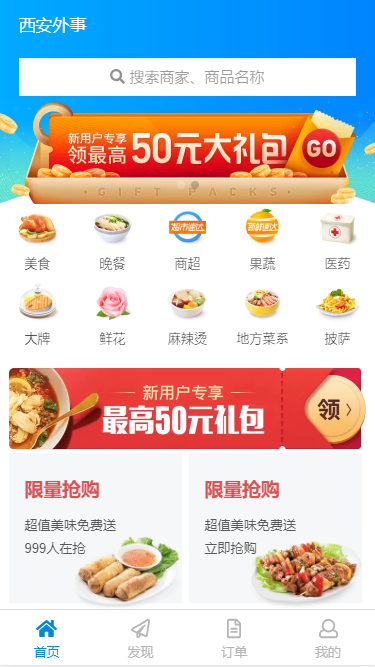 西安外事
搜索商家、商品名称
新用户专享
领最高 50元大礼包 GO
· GIFT PACKS ·
美食 晚餐 商超 果蔬 医药
超市速达 新鲜速达
大牌 鲜花 麻辣烫 地方菜系 披萨
新用户专享
最高50元礼包
领
限量抢购 限量抢购
超值美味免费送 超值美味免费送
999人在抢 立即抢购
首页 发现 订单 我的